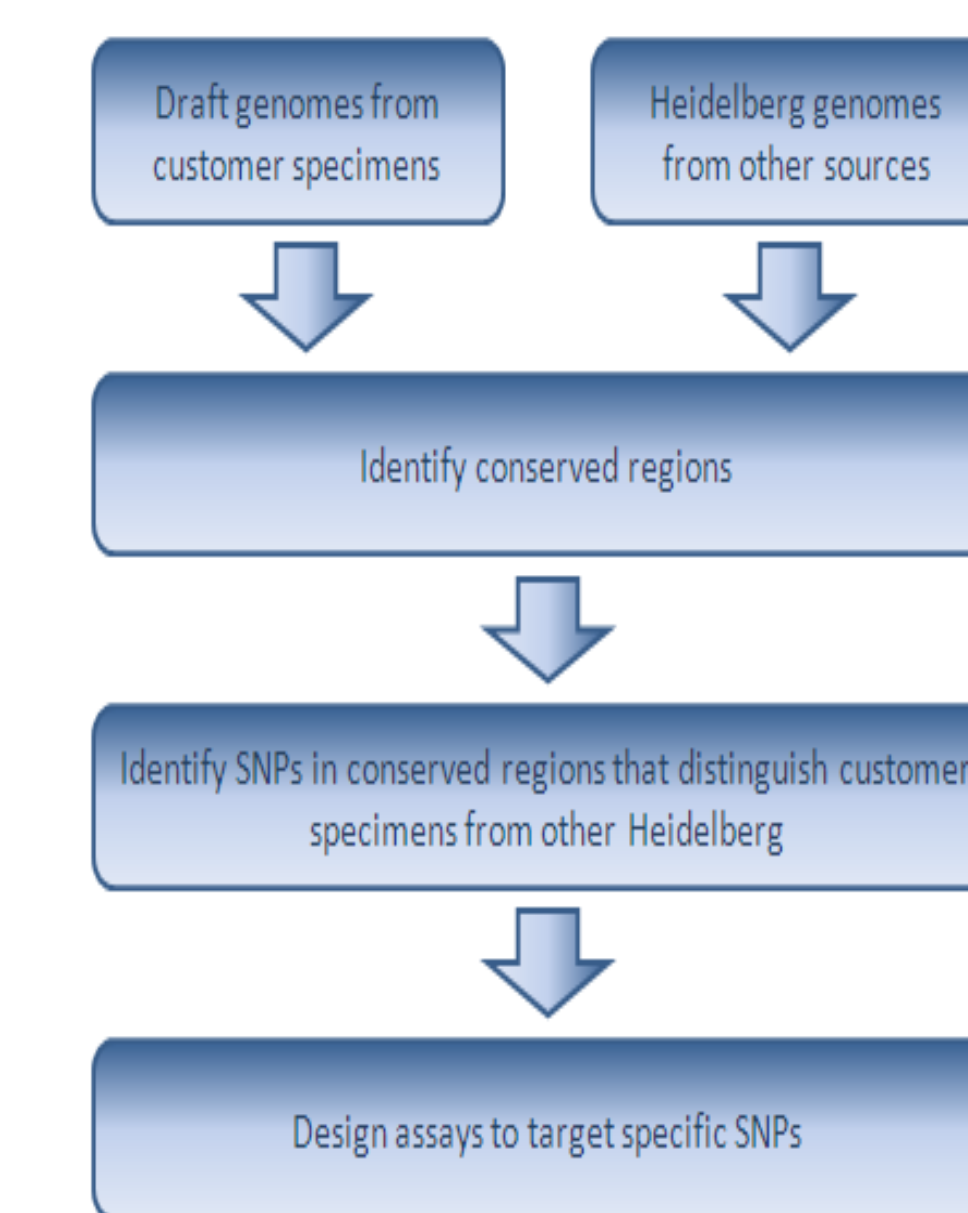 Draft genomes from
customer specimens
Heidelberg genomes
from other sources
Identify conserved regions
Identify SNPs in conserved regions that distinguish customer
specimens from other Heidelberg
Design assays to target specific SNPs